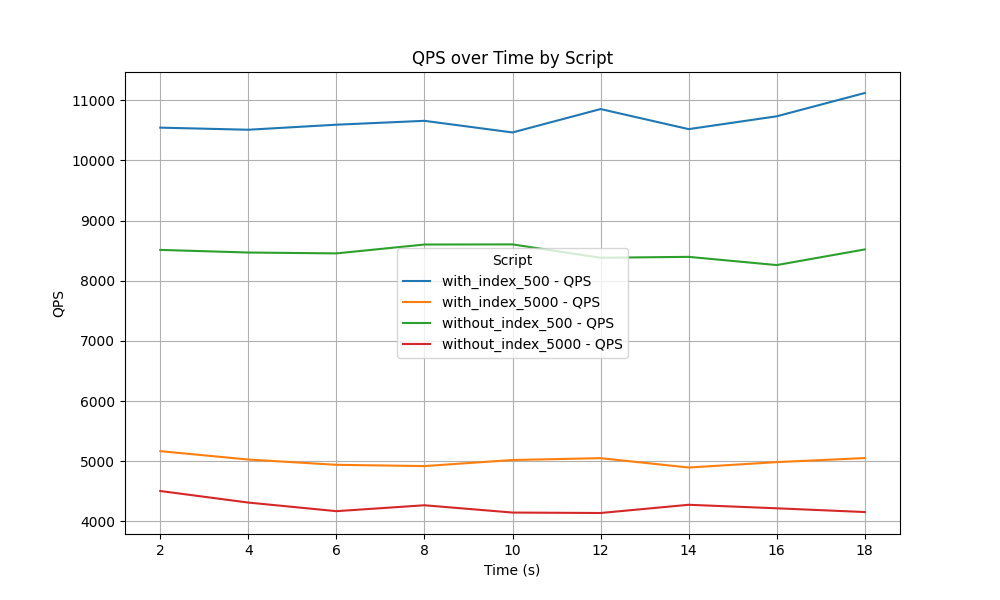 QPS over Time by Script
11000
10000
9000
8000
7000
6000
5000
4000
QPS
Script
with_index_500 - QPS
with_index_5000 - QPS
without_index_500 - QPS
without_index_5000 - QPS
2 4 6 8 10 12 14 16 18
Time (s)